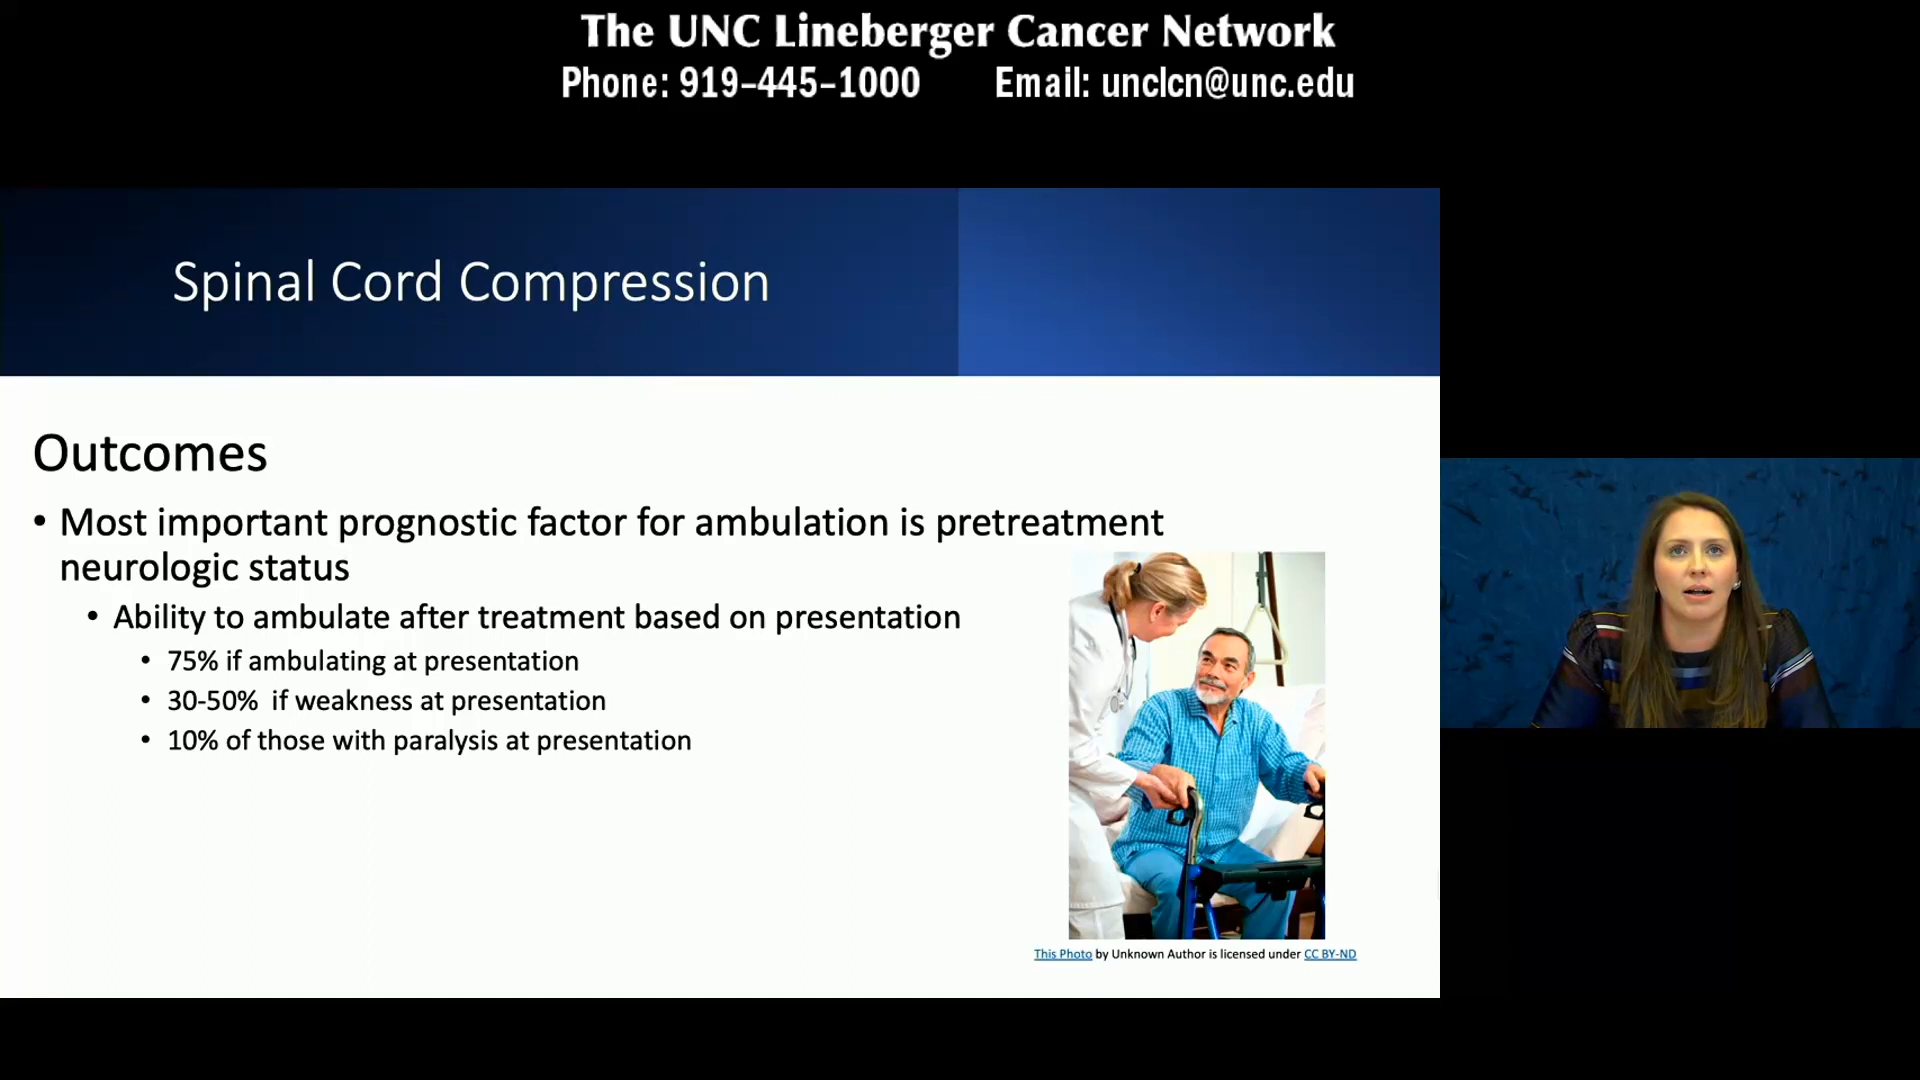 The UNC Lineberger Cancer Network
Phone: 919-445-1000 Email: unclcn@unc.edu
Spinal Cord Compression
Outcomes
• Most important prognostic factor for ambulation is pretreatment
neurologic status
• Ability to ambulate after treatment based on presentation
• 75% if ambulating at presentation
• 30-50% if weakness at presentation
• 10% of those with paralysis at presentation
This Photo by Unknown Author is licensed under CC BY-ND